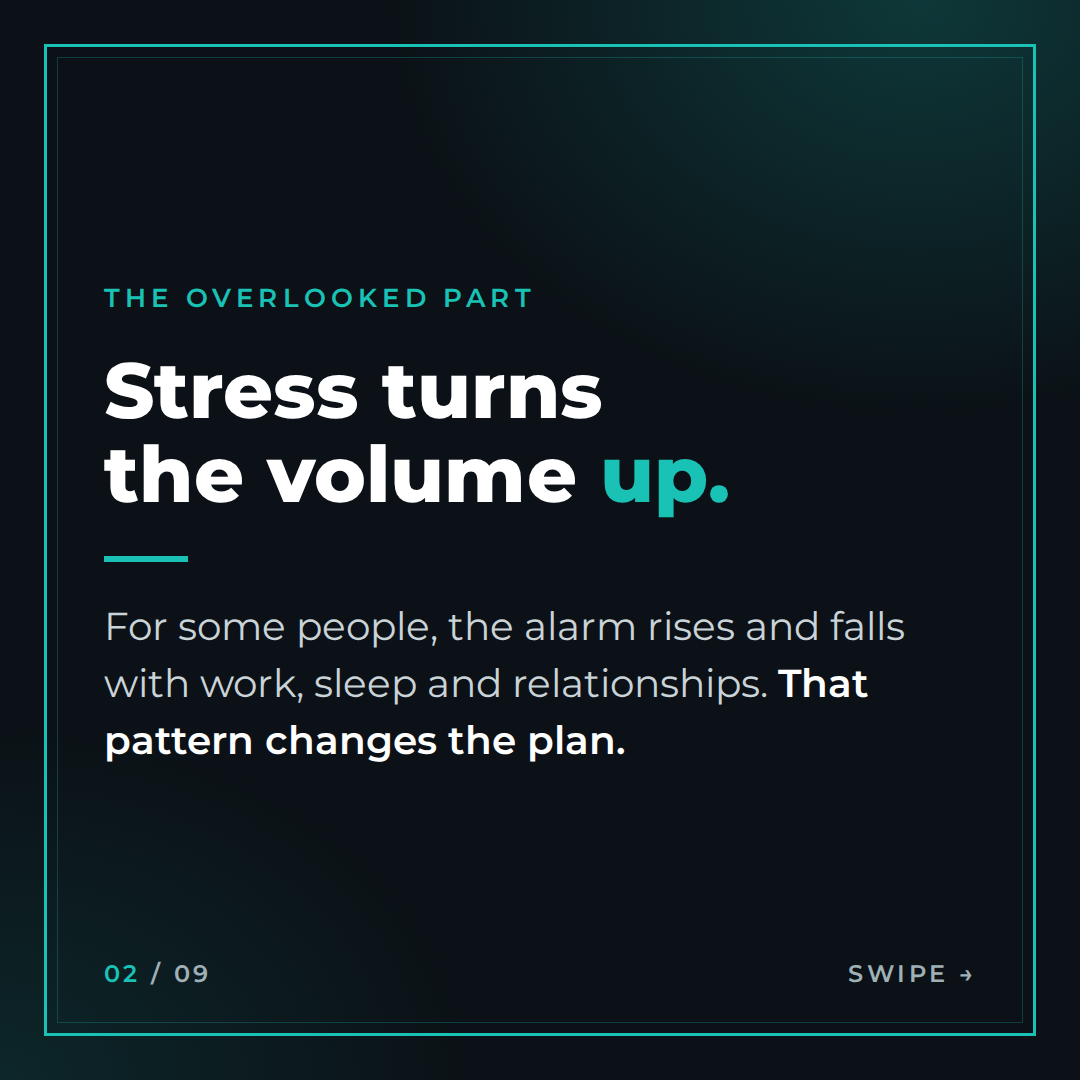 THE OVERLOOKED PART
Stress turns
the volume up.
For some people, the alarm rises and falls
with work, sleep and relationships. That
pattern changes the plan.
02 / 09
SWIPE →